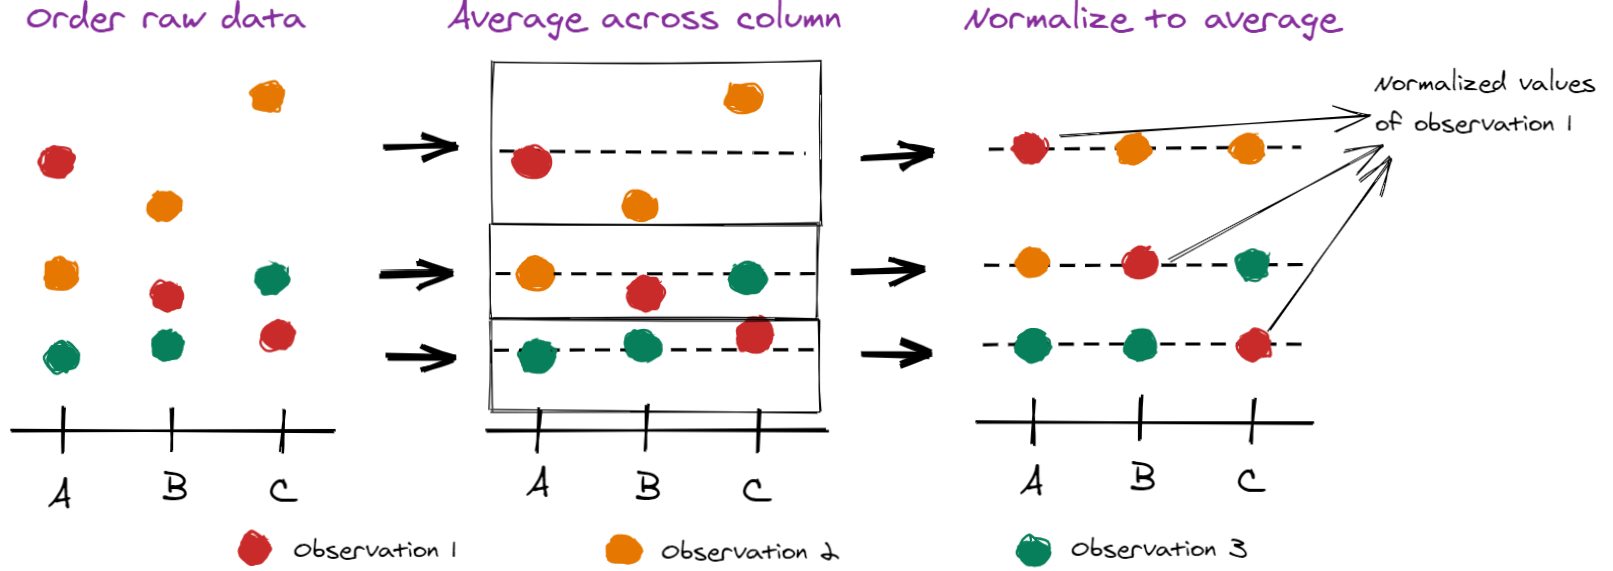 Order raw data
Average across column
Normalize to average
Normalized values
of observation 1
A B C
A B C
A B C
Observation 1
Observation 2
Observation 3